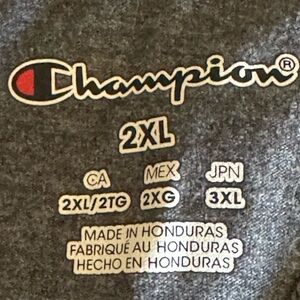 Champion®
2XL
CA MEX JPN
2XL/2TG 2XG 3XL
MADE IN HONDURAS
FABRIQUÉ AU HONDURAS
HECHO EN HONDURAS